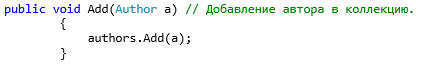 public void Add(Author a) // Добавление автора в коллекцию.
{
authors.Add(a);
}